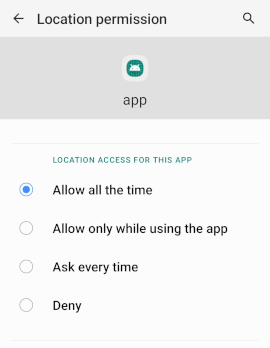 Location permission
app
LOCATION ACCESS FOR THIS APP
Allow all the time
Allow only while using the app
Ask every time
Deny